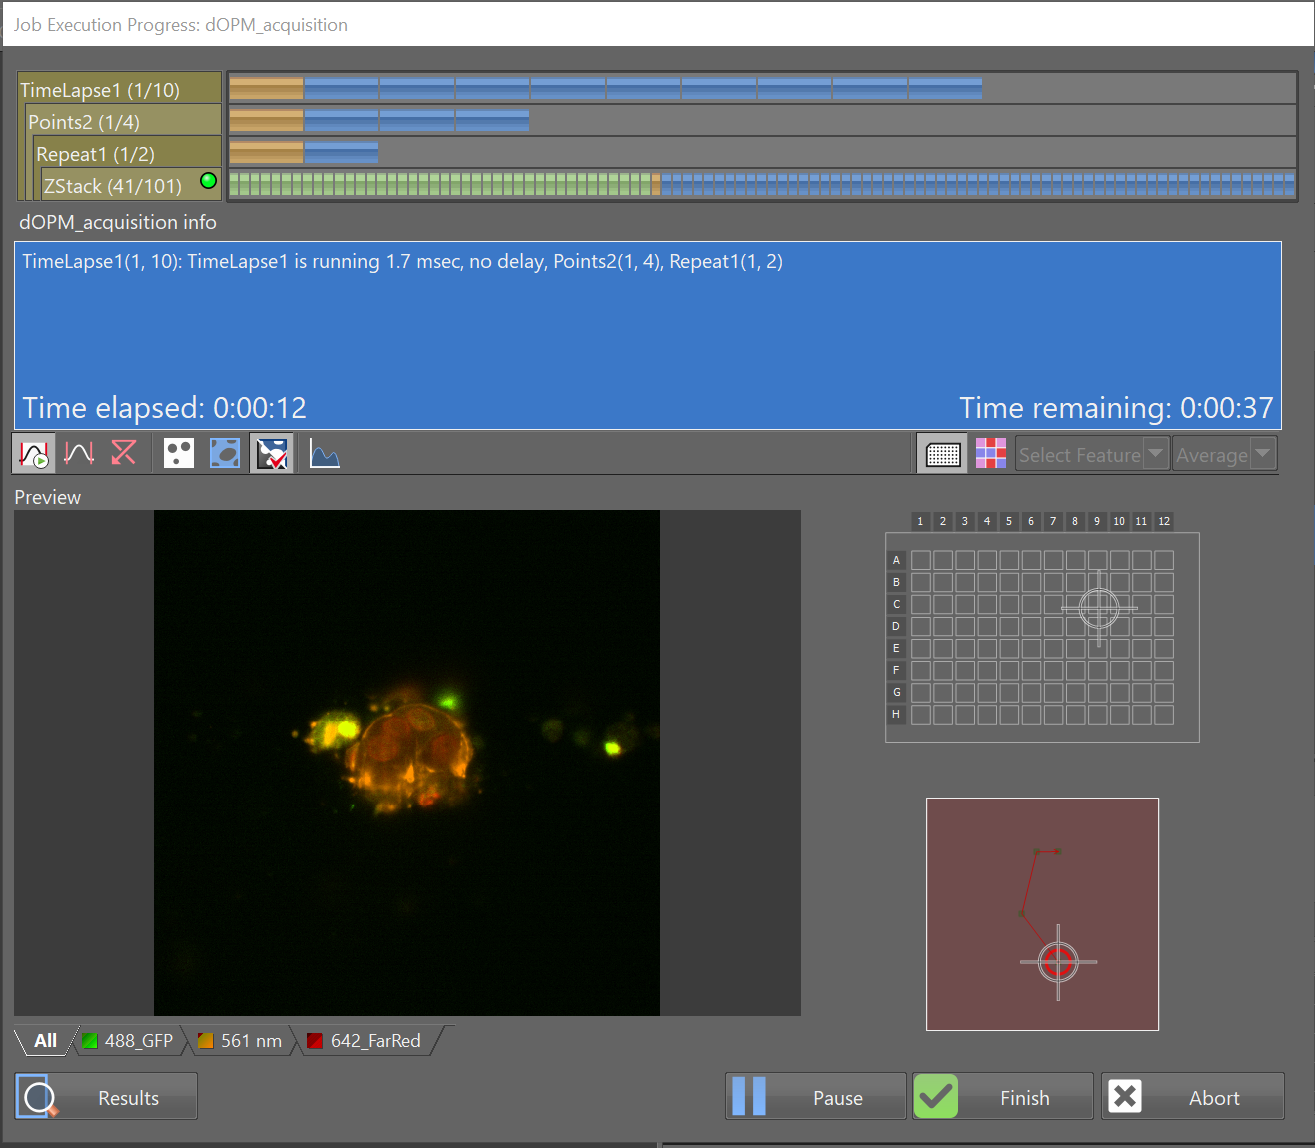 Job Execution Progress: dOPM_acquisition
TimeLapse1 (1/10)
Points2 (1/4)
Repeat1 (1/2)
ZStack (41/101)
dOPM_acquisition info
TimeLapse1(1, 10): TimeLapse1 is running 1.7 msec, no delay, Points2(1, 4), Repeat1(1, 2)
Time elapsed: 0:00:12 Time remaining: 0:00:37
Select Feature Average
Preview
1 2 3 4 5 6 7 8 9 10 11 12
A
B
C
D
E
F
G
H
All 488_GFP 561 nm 642_FarRed
Results Pause Finish Abort